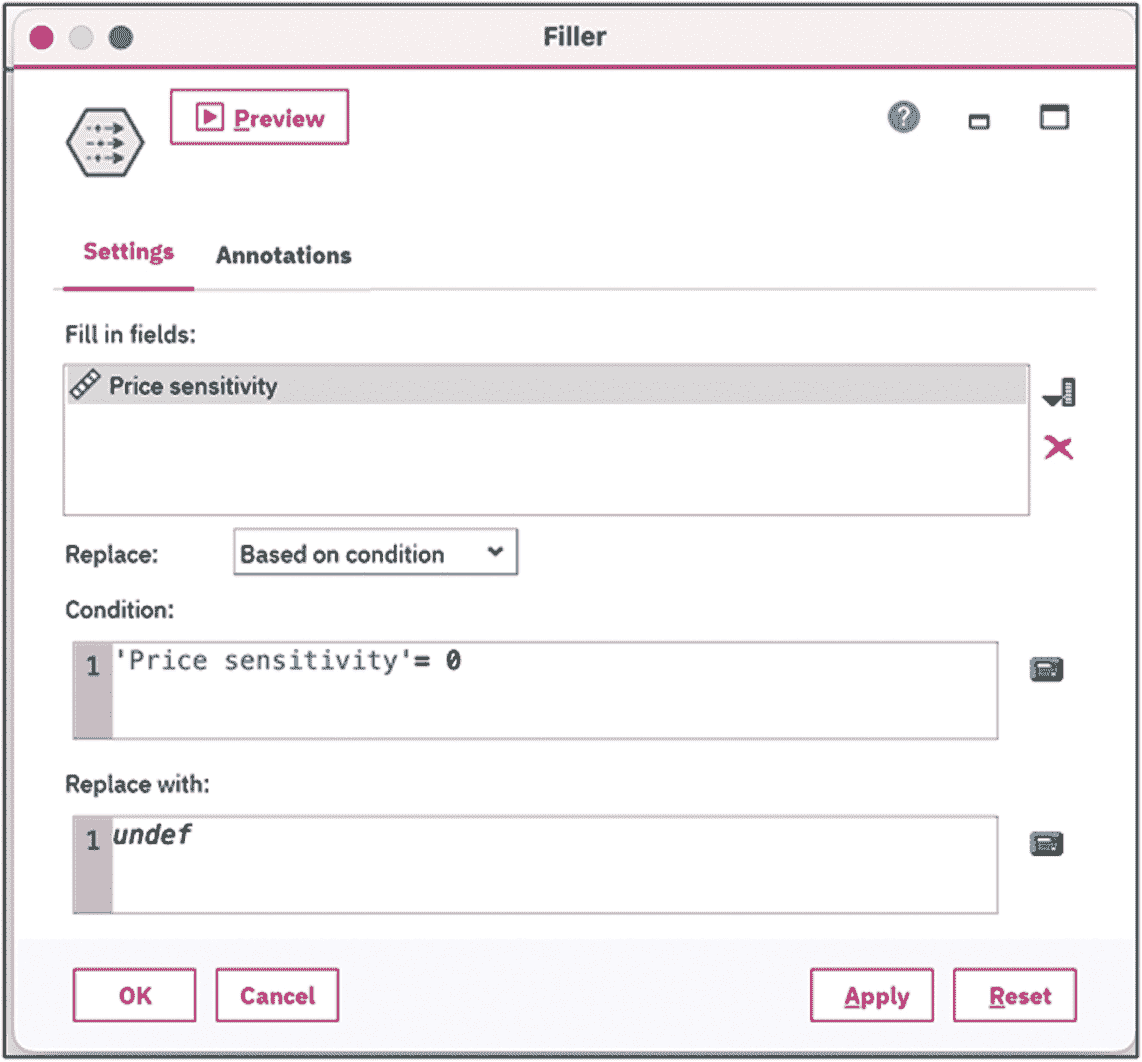 Filler
Preview
?
Settings Annotations
Fill in fields:
Price sensitivity
Replace: Based on condition
Condition:
1 'Price sensitivity'= 0
Replace with:
1 undef
OK Cancel Apply Reset